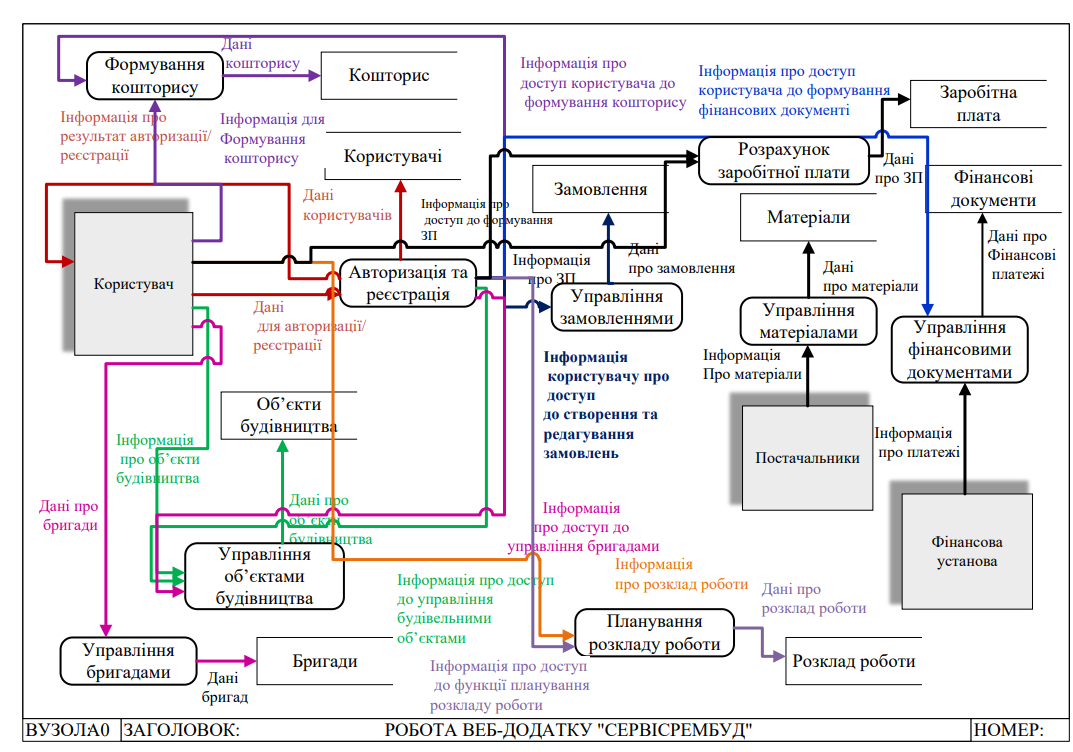 Формування
кошторису
Дані
кошторису
Кошторис
Інформація про
доступ користувача до
формування кошторису
Інформація про доступ
користувача до формування
фінансових документі
Заробітна
плата
Інформація про
результат авторизації/
реєстрації
Інформація для
Формування
кошторису
Користувачі
Розрахунок
заробітної плати
Дані
про ЗП
Замовлення
Фінансові
документи
Дані
користувачів
Інформація про
доступ до формування
ЗП
Матеріали
Дані про
Фінансові
платежі
Користувач
Авторизація та
реєстрація
Інформація
про ЗП
Дані
про замовлення
Дані
про матеріали
Управління
замовленнями
Управління
матеріалами
Управління
фінансовими
документами
Дані
для авторизації/
реєстрації
Інформація
користувачу про
доступ
до створення та
редагування
замовлень
Інформація
Про матеріали
Об’єкти
будівництва
Інформація
про об’єкти
будівництва
Постачальники
Інформація
про платежі
Дані про
бригади
Дані про
об’єкти
будівництва
Інформація
про доступ до
управління бригадами
Фінансова
установа
Управління
об’єктами
будівництва
Інформація про доступ
до управління
будівельними
об’єктами
Інформація
про розклад роботи
Дані про
розклад роботи
Планування
розкладу роботи
Управління
бригадами
Дані
бригад
Бригади
Інформація про доступ
до функції планування
розкладу роботи
Розклад роботи
ВУЗОЛА0 ЗАГОЛОВОК: РОБОТА ВЕБ-ДОДАТКУ "СЕРВІСРЕМБУД" НОМЕР: